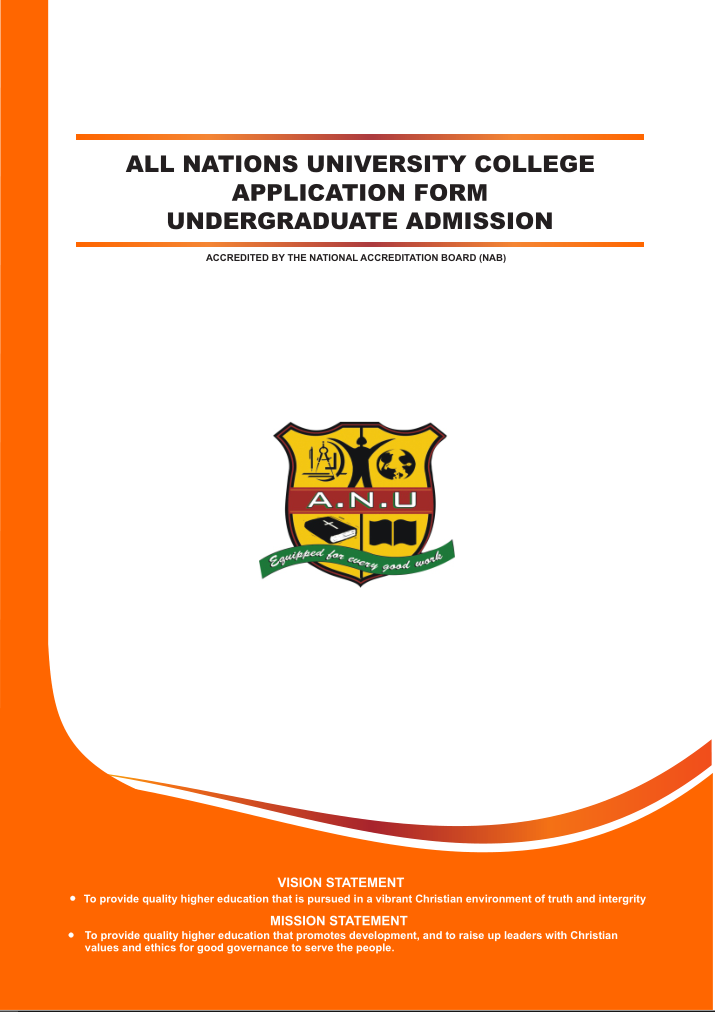 ALL NATIONS UNIVERSITY COLLEGE
APPLICATION FORM
UNDERGRADUATE ADMISSION
ACCREDITED BY THE NATIONAL ACCREDITATION BOARD (NAB)
A.N.U
Equipped for every good work
VISION STATEMENT
• To provide quality higher education that is pursued in a vibrant Christian environment of truth and intergrity
MISSION STATEMENT
• To provide quality higher education that promotes development, and to raise up leaders with Christian
values and ethics for good governance to serve the people.